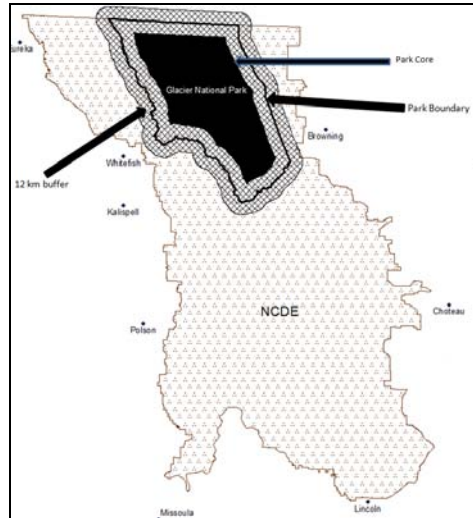 ureka
Park Core
Glacier National Park
Park Boundary
Browning
Whitefish
12 km buffer
Kalispell
NCDE
Choteau
Polson
Missoula
Lincoln